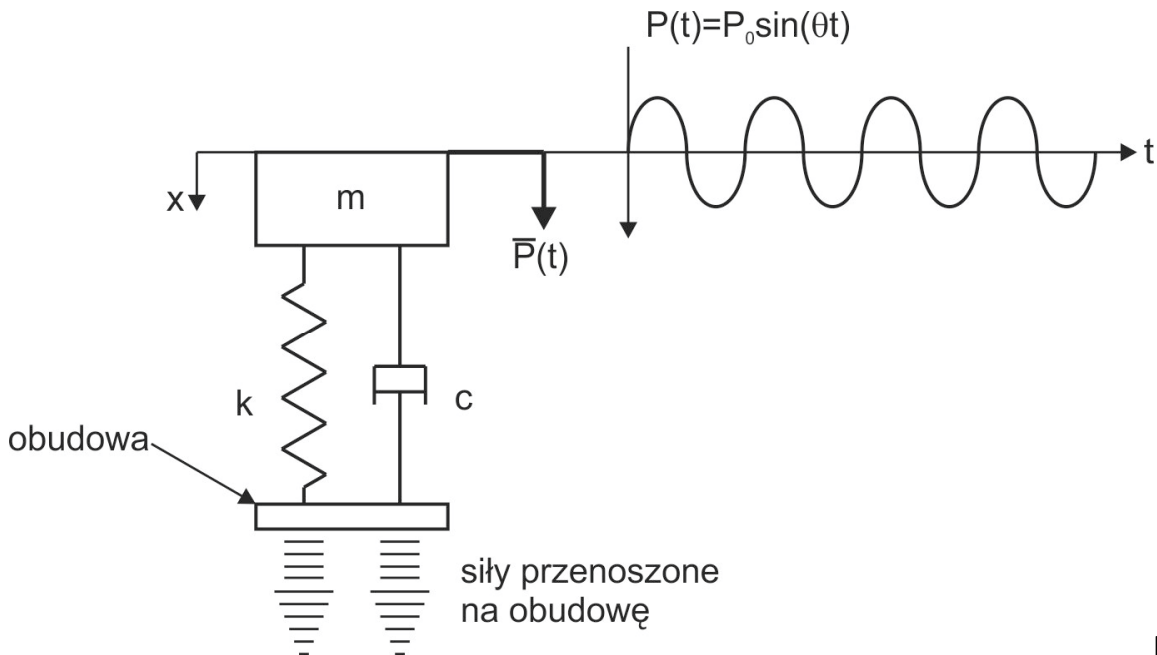 P(t)=P₀sin(θt)
t
x
m
P̅(t)
k
c
obudowa
siły przenoszone
na obudowę